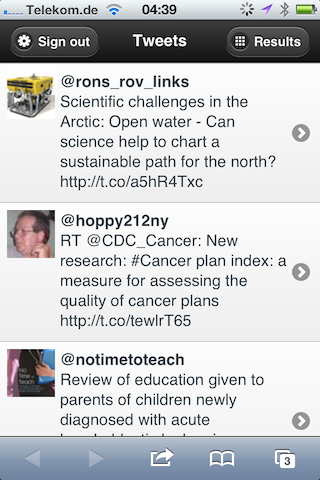 Telekom.de 04:39
Sign out Tweets Results
@rons_rov_links
Scientific challenges in the
Arctic: Open water - Can
science help to chart a
sustainable path for the north?
http://t.co/a5hR4Txc
@hoppy212ny
RT @CDC_Cancer: New
research: #Cancer plan index: a
measure for assessing the
quality of cancer plans
http://t.co/tewlrT65
@notimetoteach
Review of education given to
parents of children newly
diagnosed with acute
3